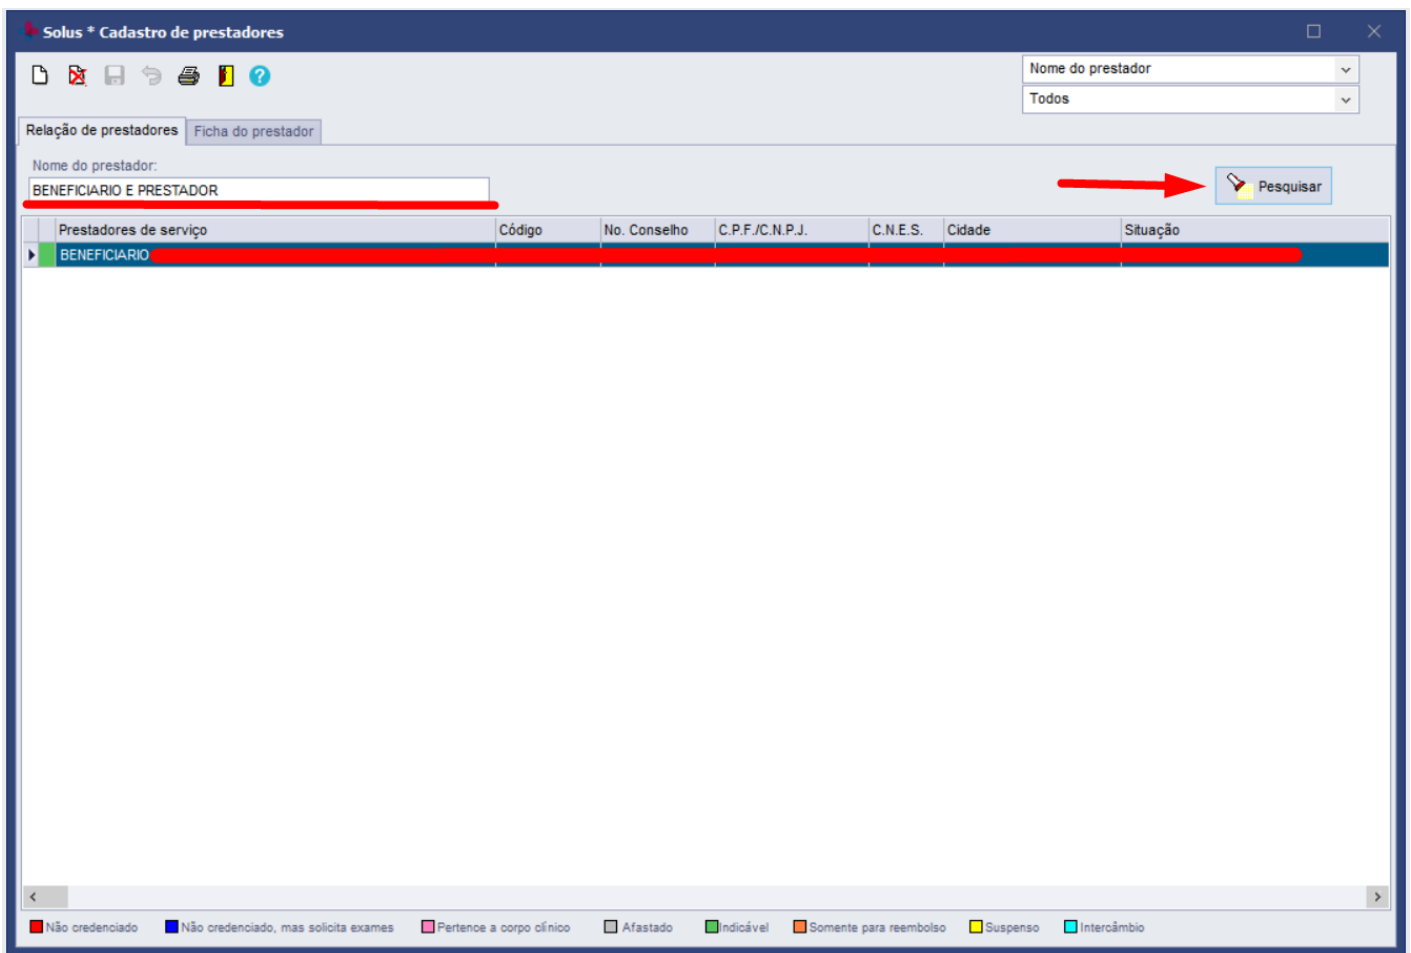 Solus * Cadastro de prestadores
Nome do prestador
Todos
Relação de prestadores Ficha do prestador
Nome do prestador:
BENEFICIARIO E PRESTADOR
Pesquisar
Prestadores de serviço Código No. Conselho C.P.F./C.N.P.J. C.N.E.S. Cidade Situação
BENEFICIARIO
Não credenciado Não credenciado, mas solicita exames Pertence a corpo clínico Afastado Indicável Somente para reembolso Suspenso Intercâmbio